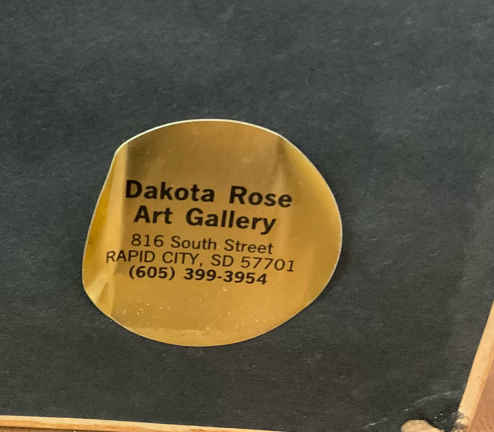 Dakota Rose
Art Gallery
816 South Street
RAPID CITY, SD 57701
(605) 399-3954